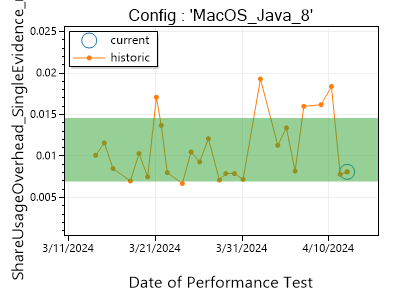 Config : 'MacOS_Java_8'
ShareUsageOverhead_SingleEvidence_
0.025
0.02
0.015
0.01
0.005
current
historic
3/11/2024
3/21/2024
3/31/2024
4/10/2024
Date of Performance Test